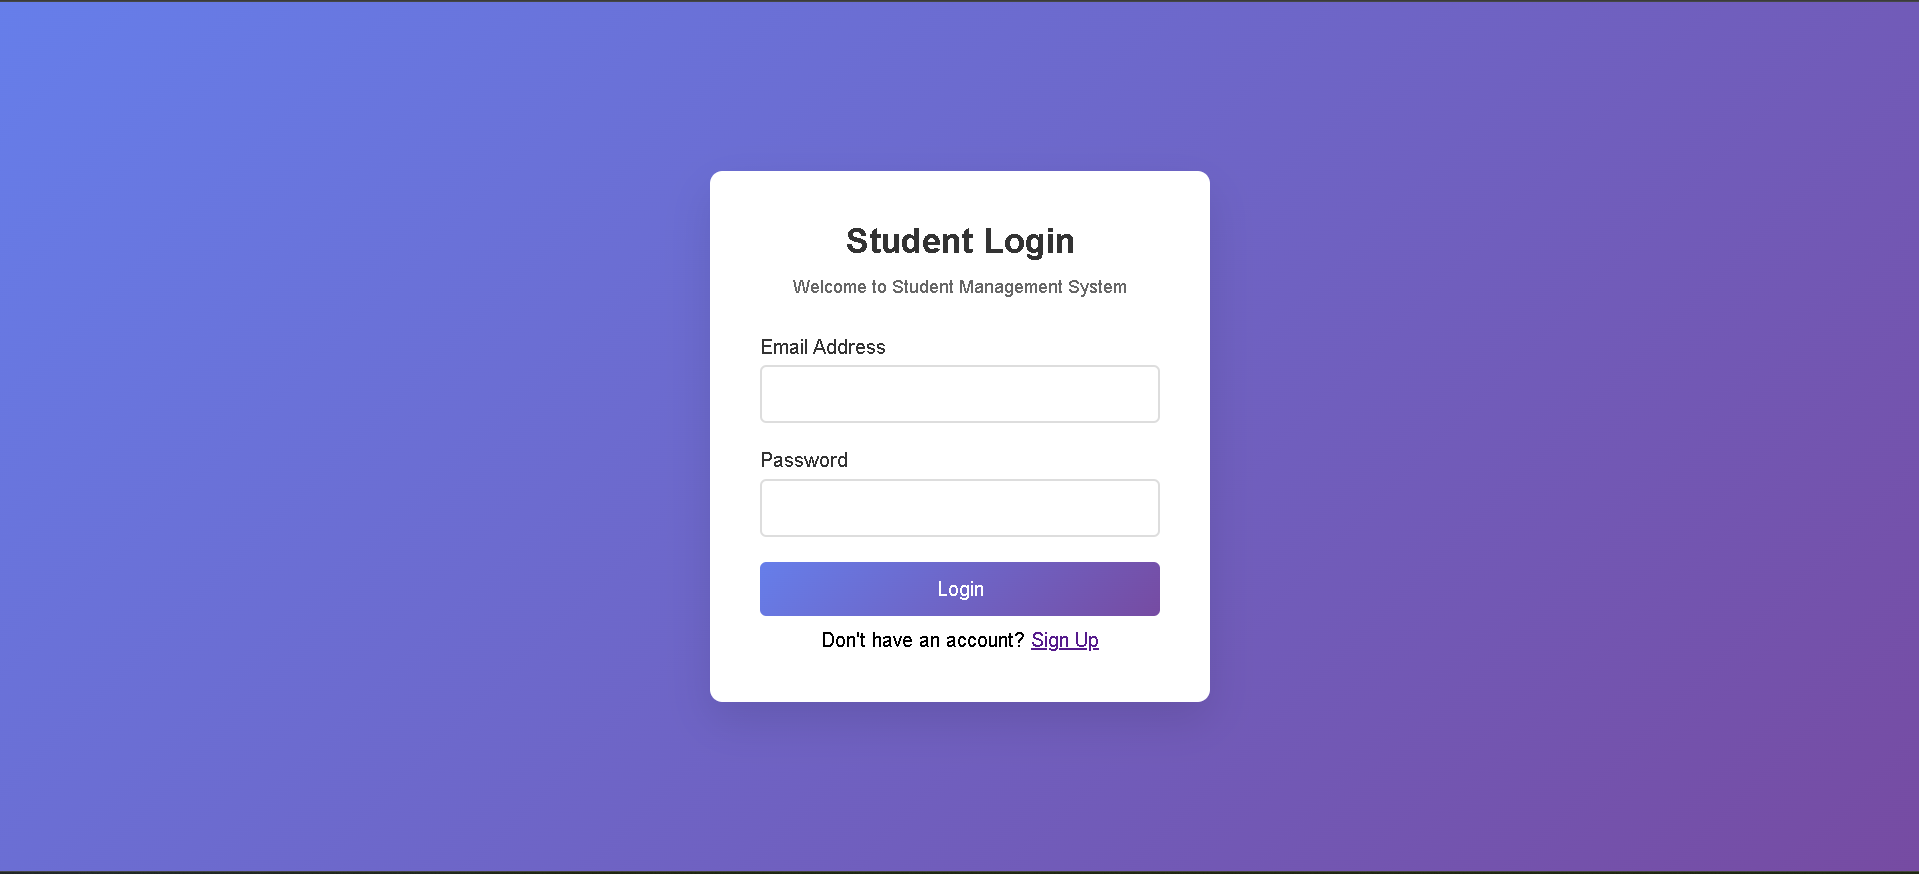 Student Login
Welcome to Student Management System
Email Address
Password
Login
Don't have an account? Sign Up